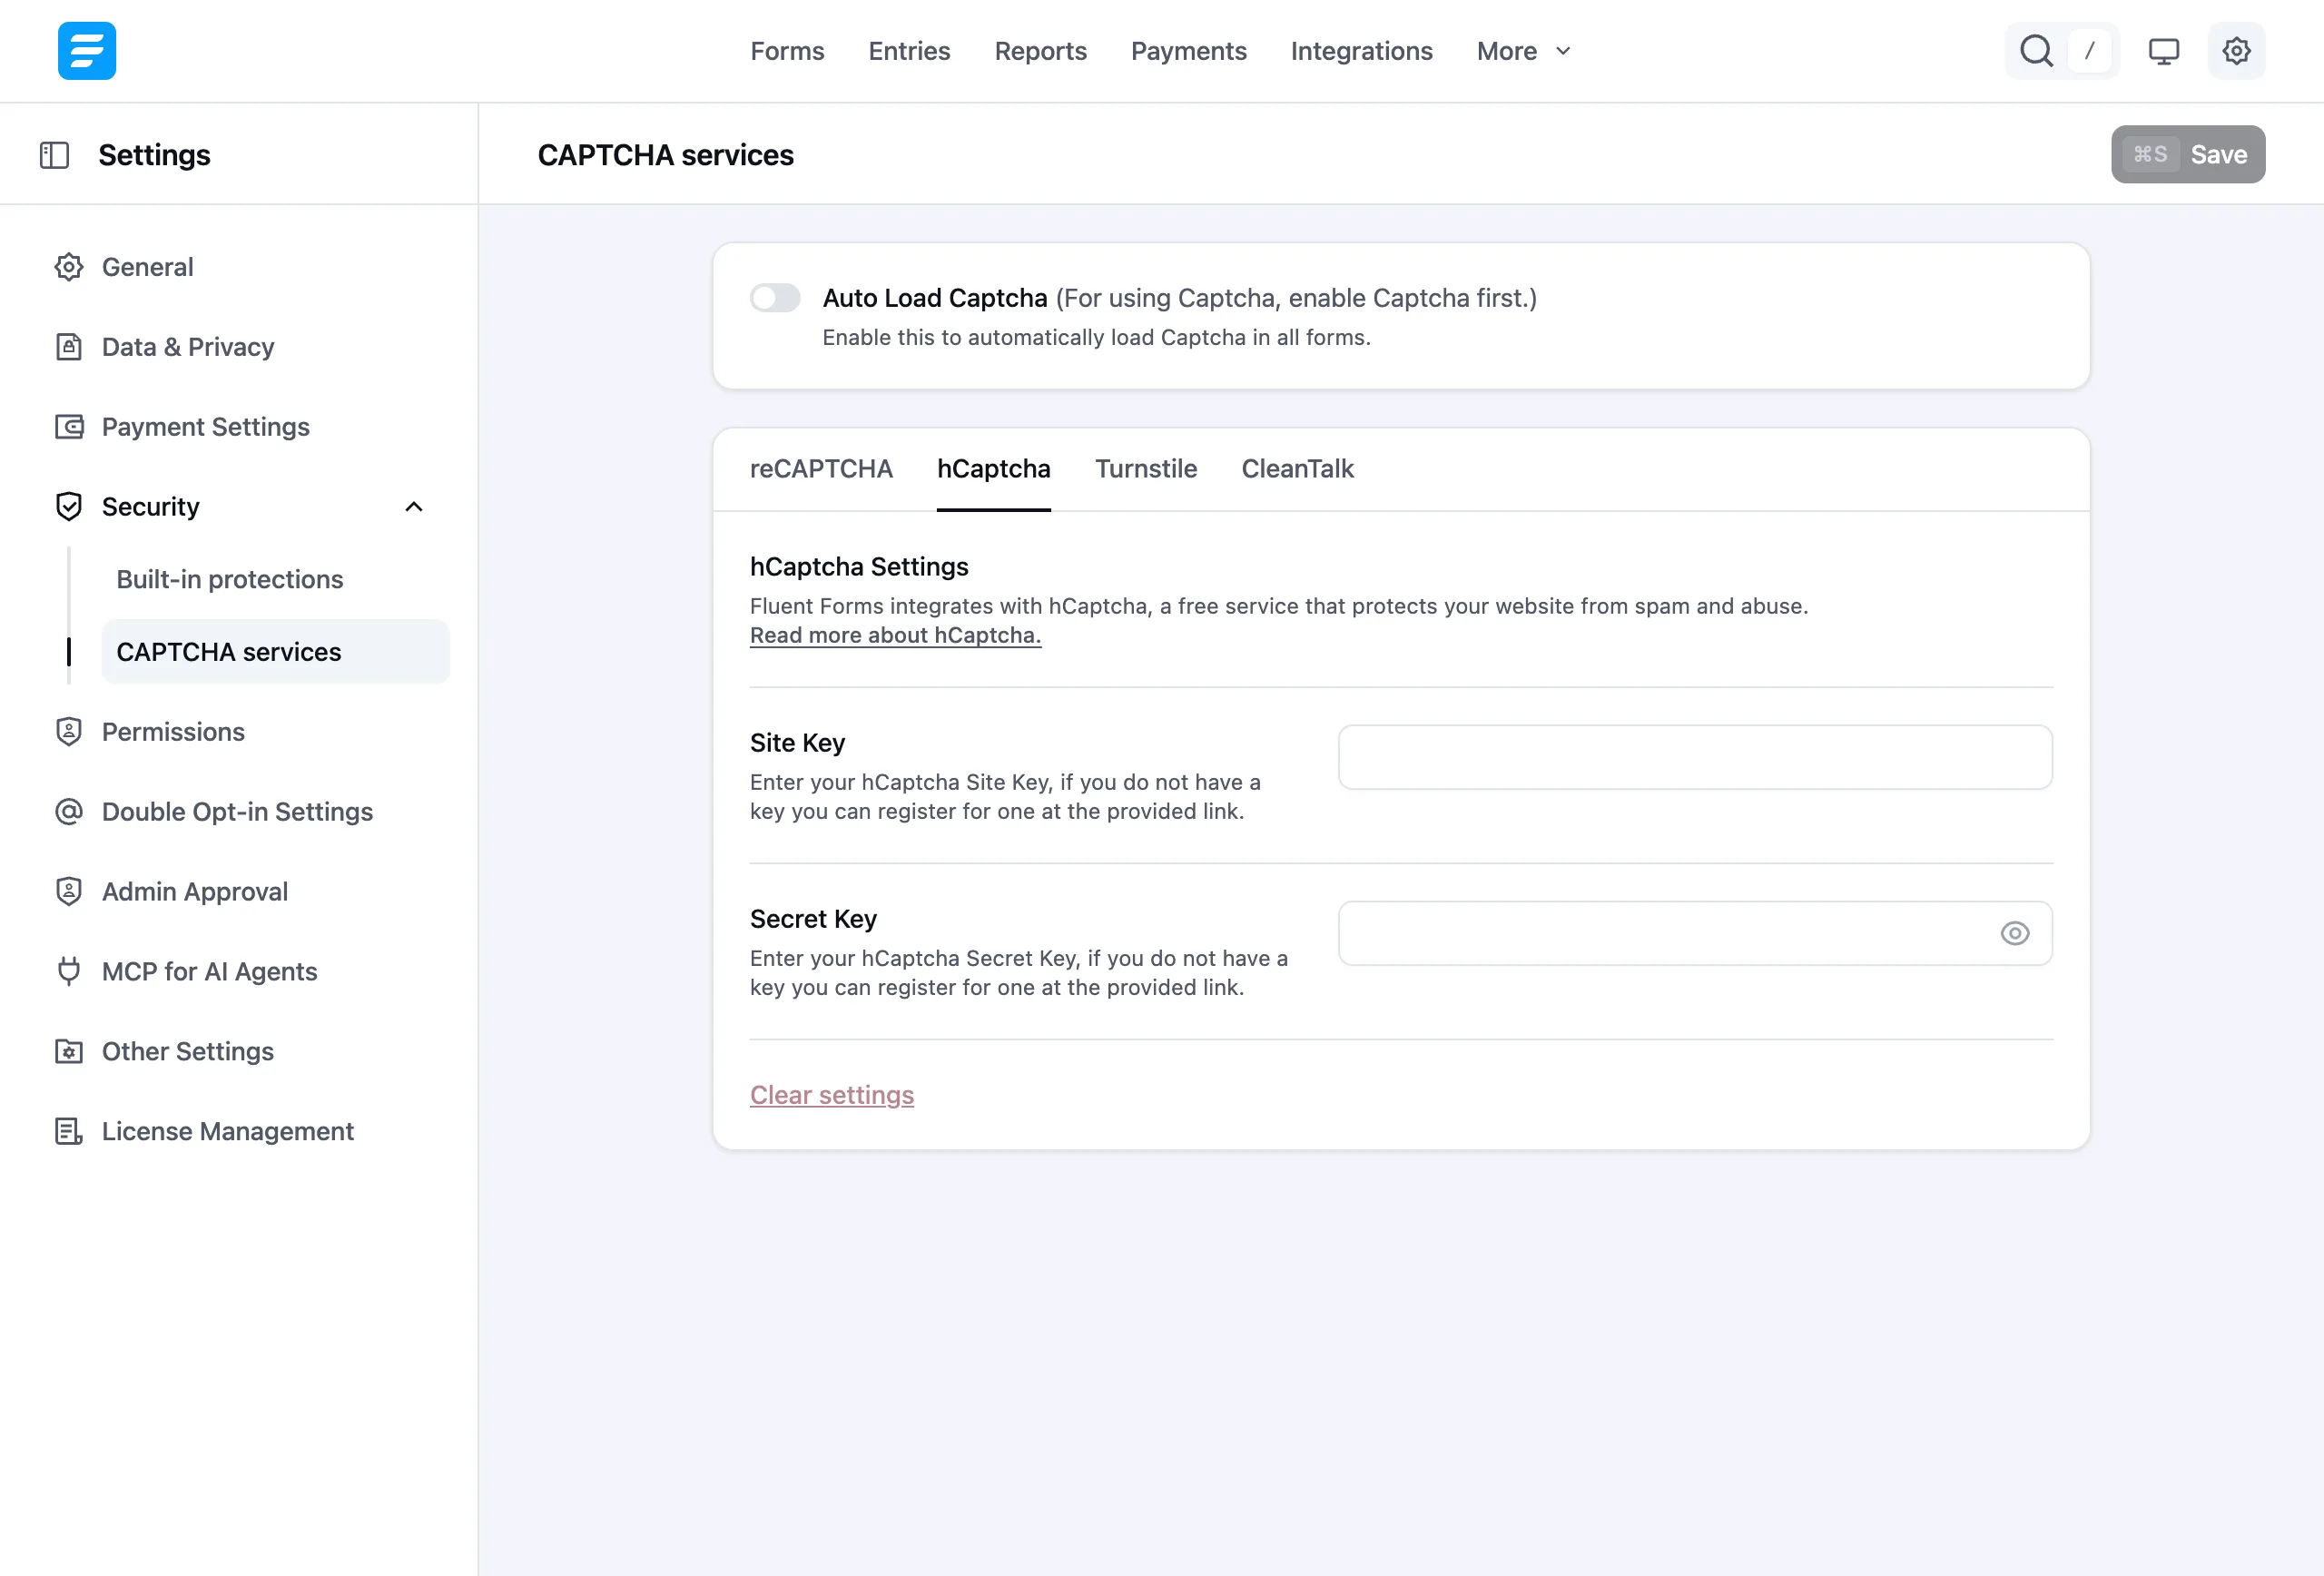 Forms Entries Reports Payments Integrations More
/
Settings
CAPTCHA services
⌘S Save
General
Data & Privacy
Payment Settings
Security
Built-in protections
CAPTCHA services
Permissions
Double Opt-in Settings
Admin Approval
MCP for AI Agents
Other Settings
License Management
Auto Load Captcha (For using Captcha, enable Captcha first.)
Enable this to automatically load Captcha in all forms.
reCAPTCHA hCaptcha Turnstile CleanTalk
hCaptcha Settings
Fluent Forms integrates with hCaptcha, a free service that protects your website from spam and abuse.
Read more about hCaptcha.
Site Key
Enter your hCaptcha Site Key, if you do not have a
key you can register for one at the provided link.
Secret Key
Enter your hCaptcha Secret Key, if you do not have a
key you can register for one at the provided link.
Clear settings